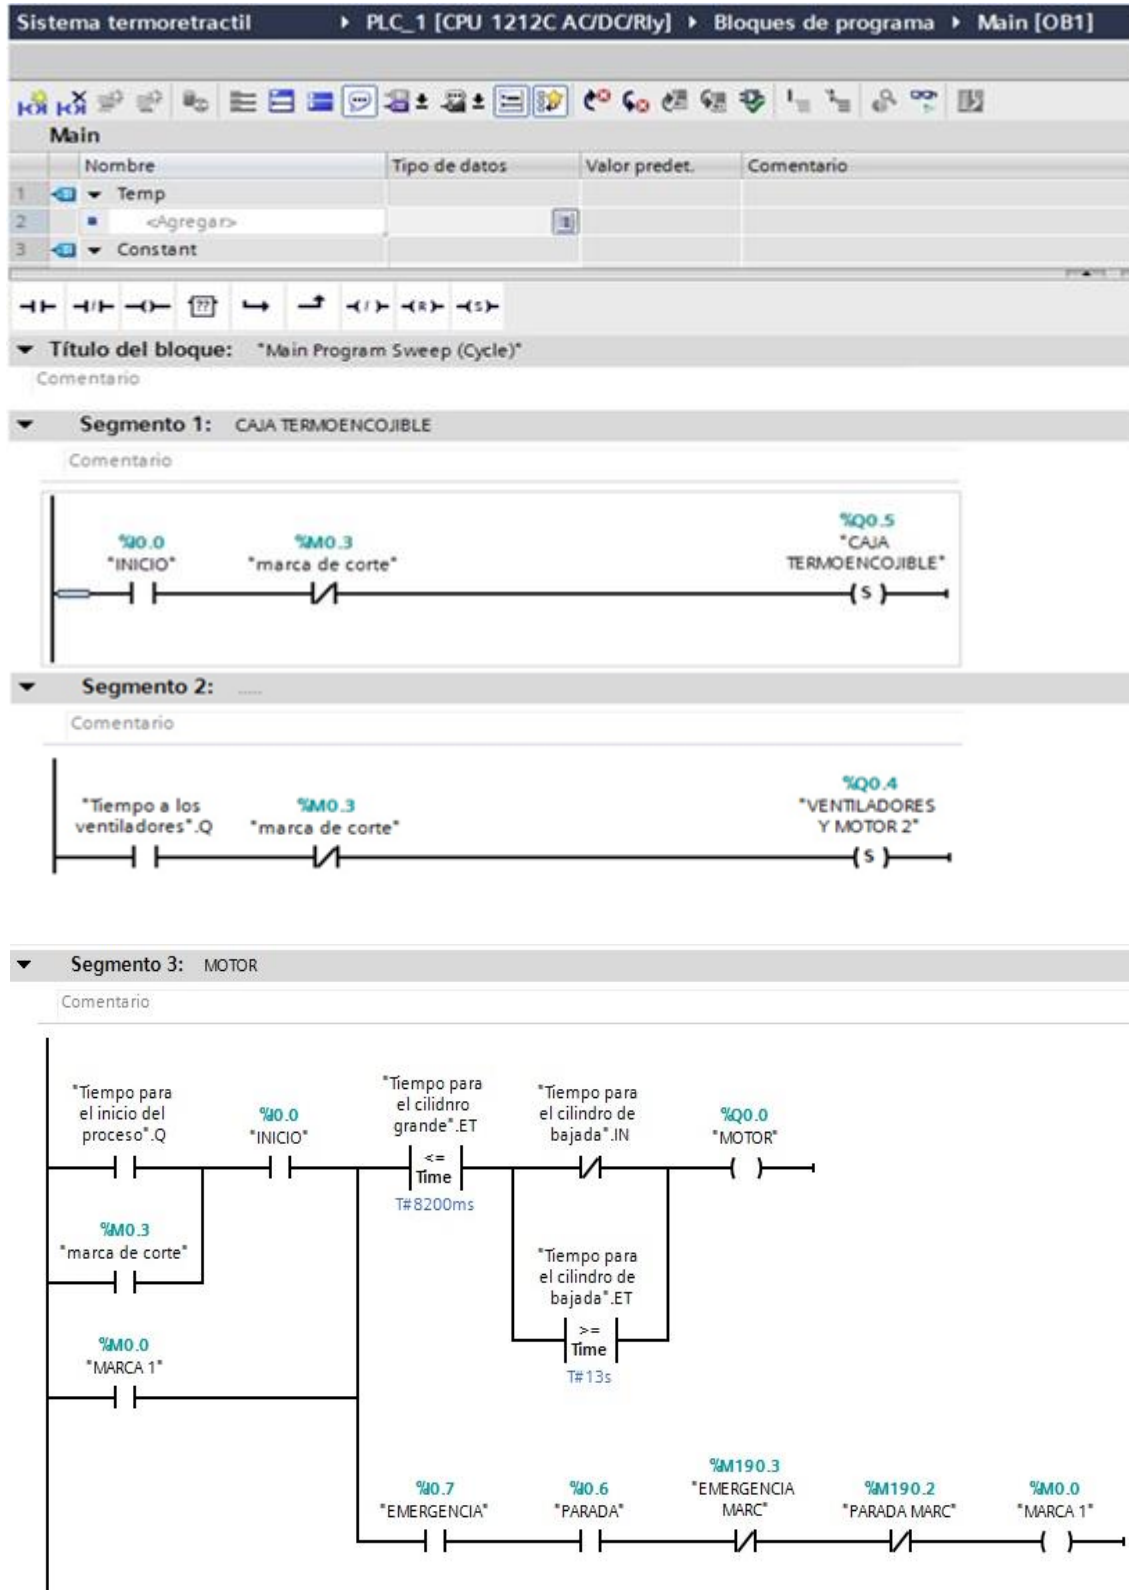 Sistema termoretractil ▸ PLC_1 [CPU 1212C AC/DC/Rly] ▸ Bloques de programa ▸ Main [OB1]
Main
Nombre Tipo de datos Valor predet. Comentario
1 Temp
2 <Agregar>
3 Constant
Título del bloque: "Main Program Sweep (Cycle)"
Comentario
Segmento 1: CAJA TERMOENCOJIBLE
Comentario
%I0.0
"INICIO"
%M0.3
"marca de corte"
%Q0.5
"CAJA
TERMOENCOJIBLE"
S
Segmento 2: .....
Comentario
"Tiempo a los
ventiladores".Q
%M0.3
"marca de corte"
%Q0.4
"VENTILADORES
Y MOTOR 2"
S
Segmento 3: MOTOR
Comentario
"Tiempo para
el inicio del
proceso".Q
%I0.0
"INICIO"
"Tiempo para
el cilidnro
grande".ET
<=
Time
T#8200ms
"Tiempo para
el cilindro de
bajada".IN
%Q0.0
"MOTOR"
%M0.3
"marca de corte"
"Tiempo para
el cilindro de
bajada".ET
>=
Time
T#13s
%M0.0
"MARCA 1"
%I0.7
"EMERGENCIA"
%I0.6
"PARADA"
%M190.3
"EMERGENCIA
MARC"
%M190.2
"PARADA MARC"
%M0.0
"MARCA 1"